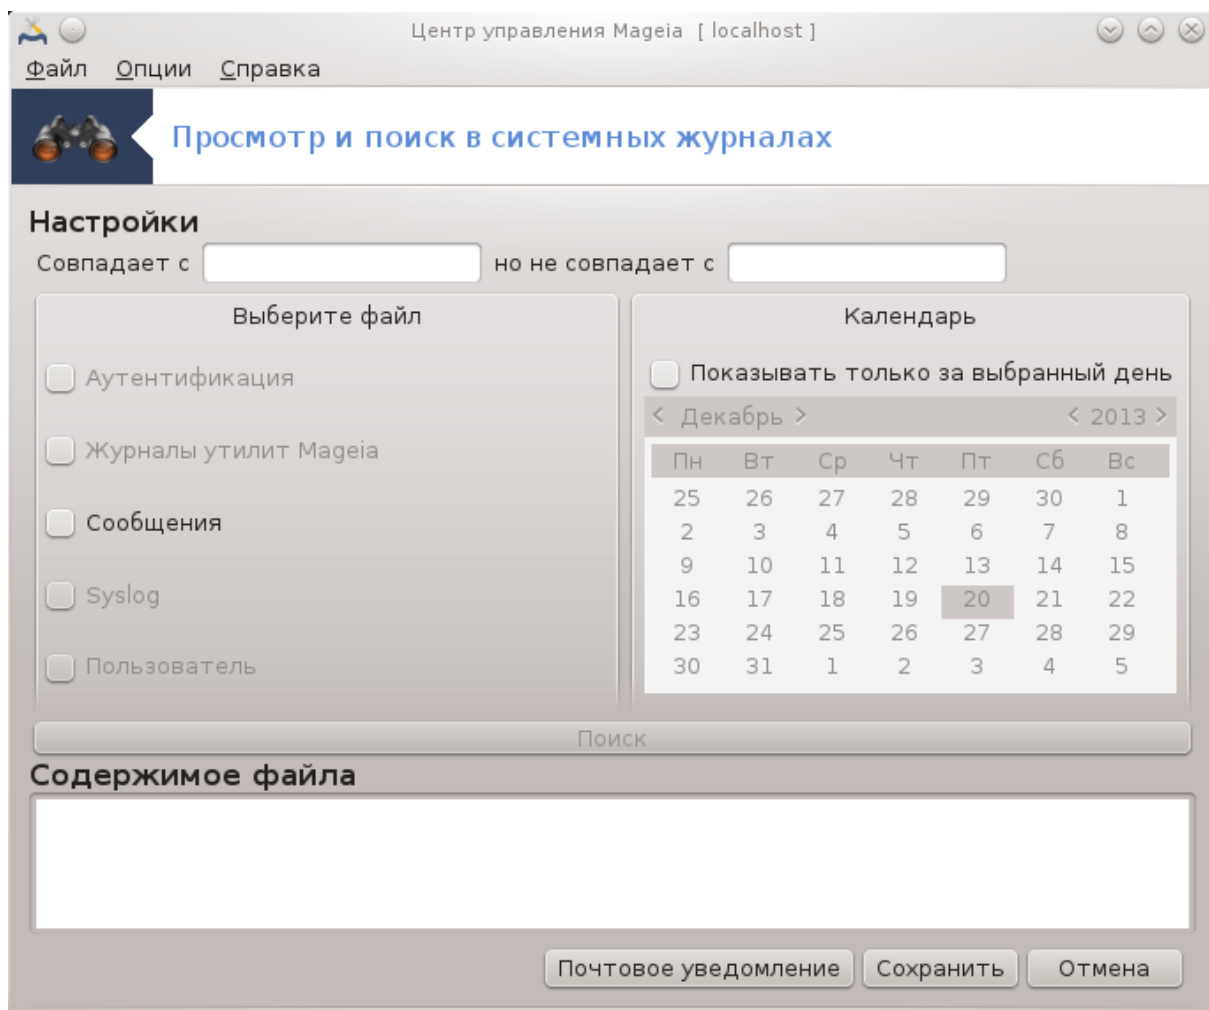 Центр управления Mageia [ localhost ]
Файл Опции Справка
Просмотр и поиск в системных журналах
Настройки
Совпадает с но не совпадает с
Выберите файл
Аутентификация
Журналы утилит Mageia
Сообщения
Syslog
Пользователь
Календарь
Показывать только за выбранный день
< Декабрь > < 2013 >
Пн Вт Ср Чт Пт Сб Вс
25 26 27 28 29 30 1
2 3 4 5 6 7 8
9 10 11 12 13 14 15
16 17 18 19 20 21 22
23 24 25 26 27 28 29
30 31 1 2 3 4 5
Поиск
Содержимое файла
Почтовое уведомление Сохранить Отмена